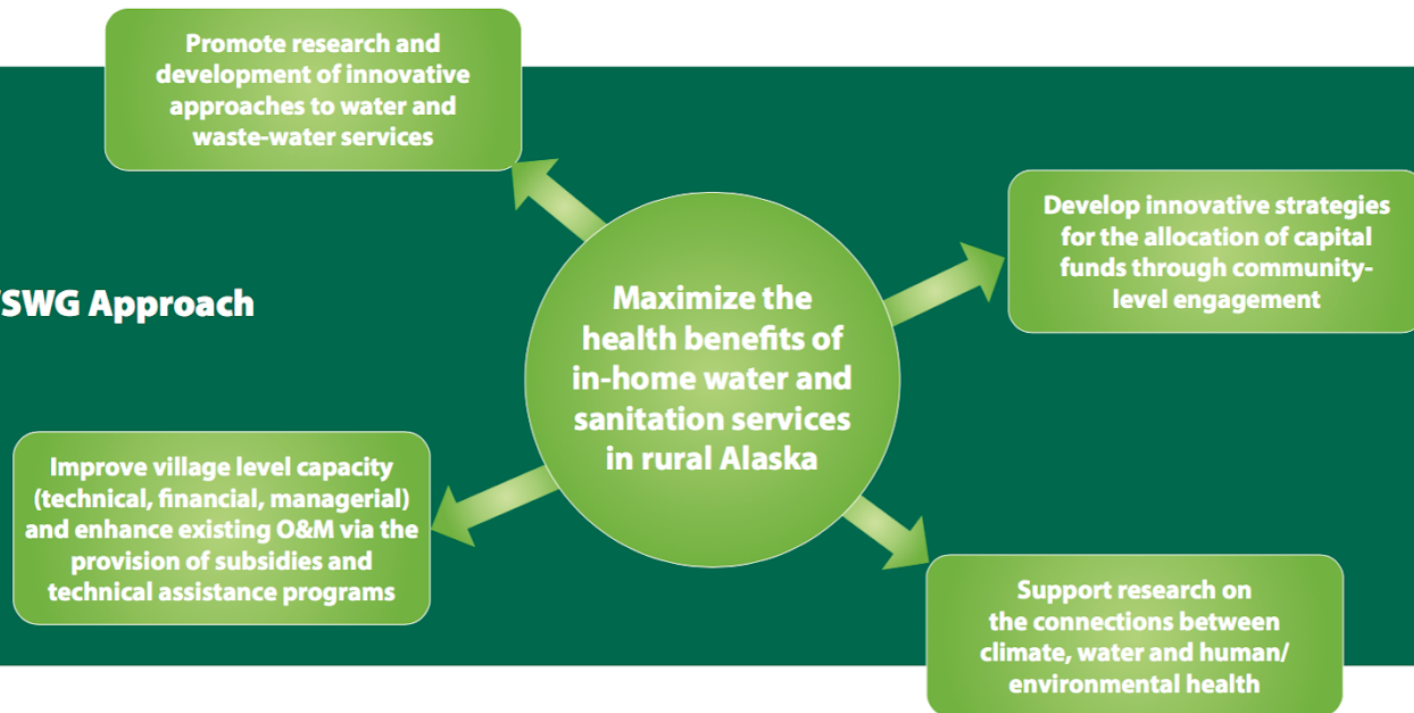 Promote research and
development of innovative
approaches to water and
waste-water services
Develop innovative strategies
for the allocation of capital
funds through community-
level engagement
SWG Approach
Maximize the
health benefits of
in-home water and
sanitation services
in rural Alaska
Improve village level capacity
(technical, financial, managerial)
and enhance existing O&M via the
provision of subsidies and
technical assistance programs
Support research on
the connections between
climate, water and human/
environmental health